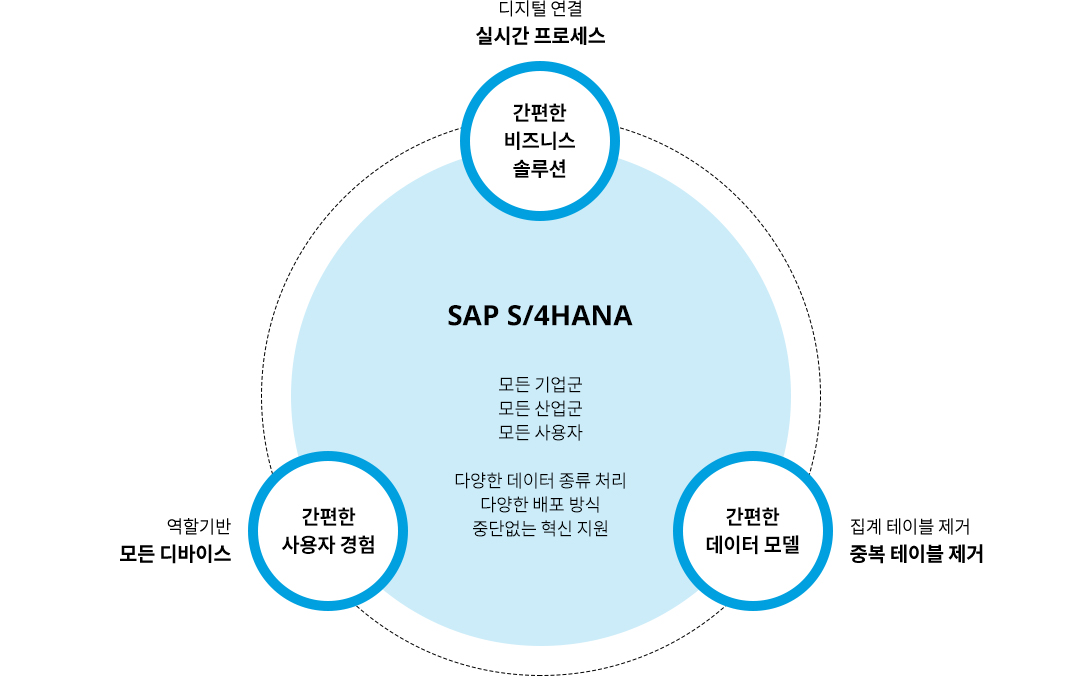 디지털 연결
실시간 프로세스
간편한
비즈니스
솔루션
SAP S/4HANA
모든 기업군
모든 산업군
모든 사용자
다양한 데이터 종류 처리
다양한 배포 방식
중단없는 혁신 지원
역할기반
모든 디바이스
간편한
사용자 경험
간편한
데이터 모델
집계 테이블 제거
중복 테이블 제거